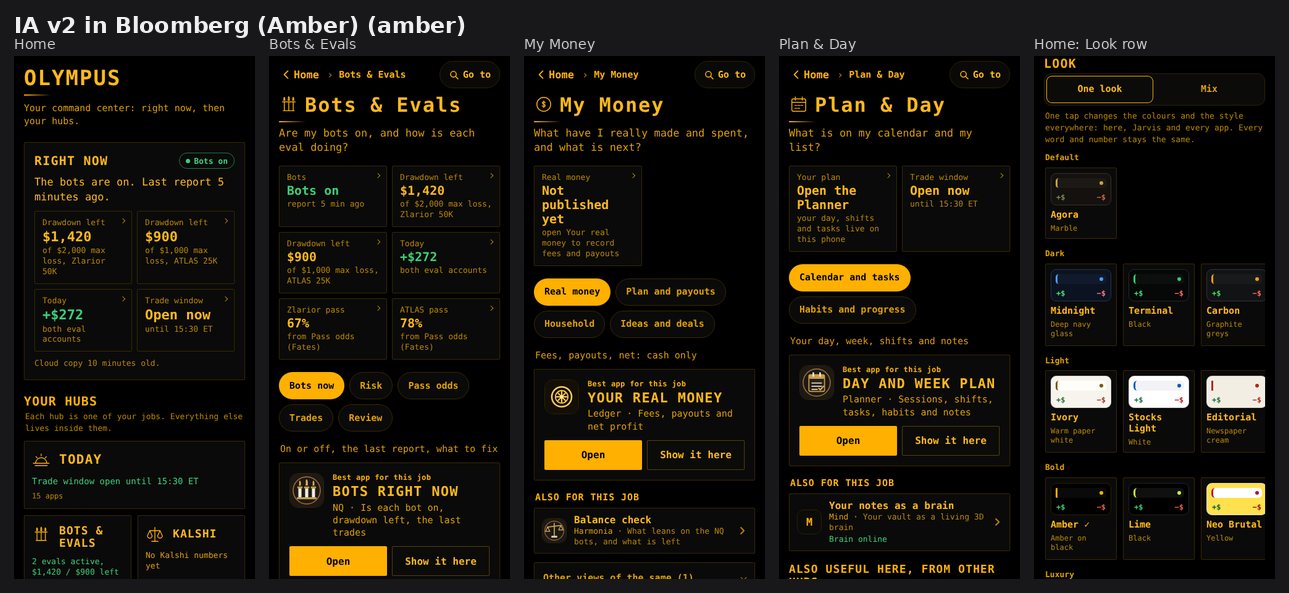 IA v2 in Bloomberg (Amber) (amber)
Home
OLYMPUS
Your command center: right now, then
your hubs.
RIGHT NOW
Bots on
The bots are on. Last report 5
minutes ago.
Drawdown left
$1,420
of $2,000 max
loss, Zlarior
50K
Drawdown left
$900
of $1,000 max
loss, ATLAS 25K
Today
+$272
both eval
accounts
Trade window
Open now
until 15:30 ET
Cloud copy 10 minutes old.
YOUR HUBS
Each hub is one of your jobs. Everything else
lives inside them.
TODAY
Trade window open until 15:30 ET
15 apps
BOTS &
EVALS
2 evals active,
$1,420 / $900 left
KALSHI
No Kalshi numbers
yet
Bots & Evals
Home › Bots & Evals
Go to
Bots & Evals
Are my bots on, and how is each
eval doing?
Bots
Bots on
report 5 min ago
Drawdown left
$1,420
of $2,000 max loss,
Zlarior 50K
Drawdown left
$900
of $1,000 max loss,
ATLAS 25K
Today
+$272
both eval accounts
Zlarior pass
67%
from Pass odds
(Fates)
ATLAS pass
78%
from Pass odds
(Fates)
Bots now
Risk
Pass odds
Trades
Review
On or off, the last report, what to fix
Best app for this job
BOTS RIGHT NOW
NQ · Is each bot on,
drawdown left, the last
trades
Open
Show it here
My Money
Home › My Money
Go to
My Money
What have I really made and spent,
and what is next?
Real money
Not
published
yet
open Your real
money to record
fees and payouts
Real money
Plan and payouts
Household
Ideas and deals
Fees, payouts, net: cash only
Best app for this job
YOUR REAL MONEY
Ledger · Fees, payouts and
net profit
Open
Show it here
ALSO FOR THIS JOB
Balance check
Harmonia · What leans on the NQ
bots, and what is left
Other views of the same (1)
Plan & Day
Home › Plan & Day
Go to
Plan & Day
What is on my calendar and my
list?
Your plan
Open the
Planner
your day, shifts
and tasks live on
this phone
Trade window
Open now
until 15:30 ET
Calendar and tasks
Habits and progress
Your day, week, shifts and notes
Best app for this job
DAY AND WEEK PLAN
Planner · Sessions, shifts,
tasks, habits and notes
Open
Show it here
ALSO FOR THIS JOB
M
Your notes as a brain
Mind · Your vault as a living 3D
brain
Brain online
ALSO USEFUL HERE, FROM OTHER
Home: Look row
LOOK
One look
Mix
One tap changes the colours and the style
everywhere: here, Jarvis and every app. Every
word and number stays the same.
Default
+$ −$
Agora
Marble
Dark
+$ −$
Midnight
Deep navy
glass
+$ −$
Terminal
Black
+$ −$
Carbon
Graphite
greys
Light
+$ −$
Ivory
Warm paper
white
+$ −$
Stocks
Light
White
+$ −$
Editorial
Newspaper
cream
Bold
+$ −$
Amber ✓
Amber on
black
+$ −$
Lime
Black
+$ −$
Neo Brutal
Yellow
Luxury